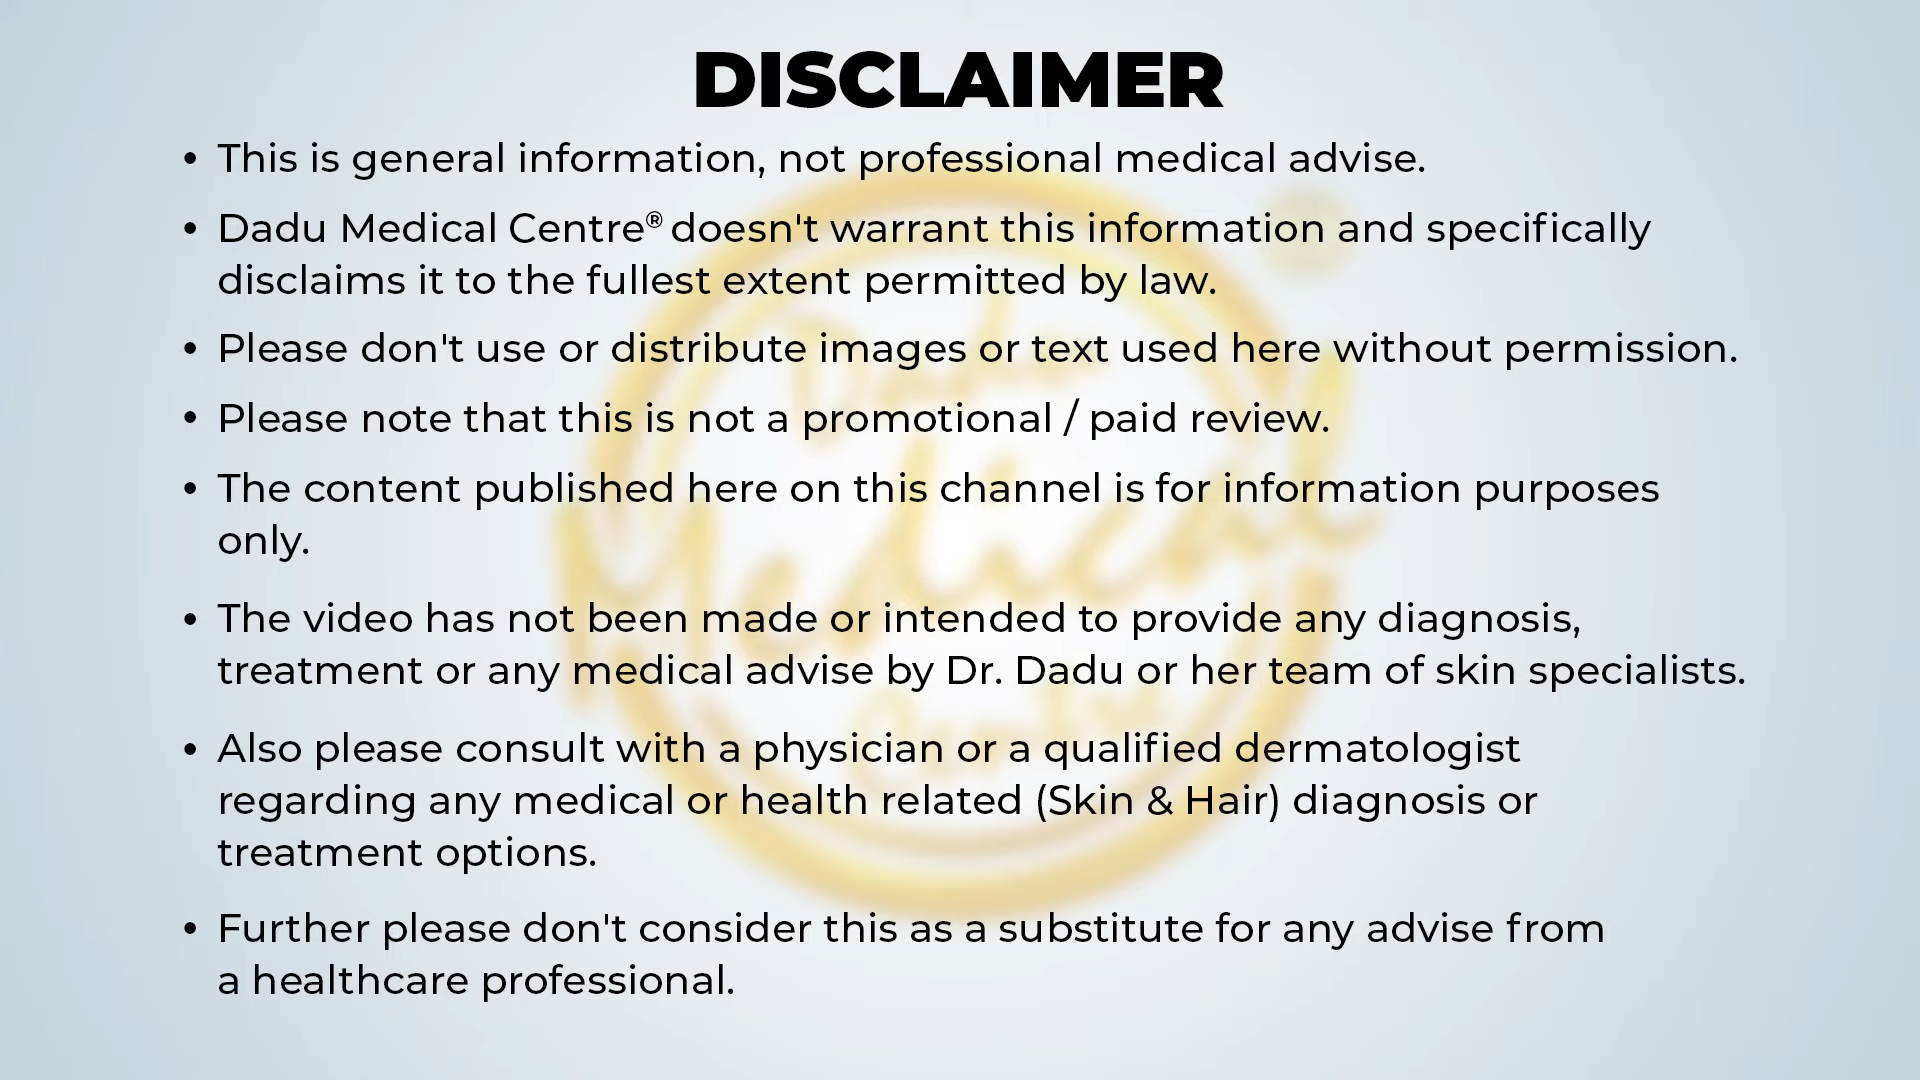 DISCLAIMER
• This is general information, not professional medical advise.
• Dadu Medical Centre® doesn't warrant this information and specifically
disclaims it to the fullest extent permitted by law.
• Please don't use or distribute images or text used here without permission.
• Please note that this is not a promotional / paid review.
• The content published here on this channel is for information purposes
only.
• The video has not been made or intended to provide any diagnosis,
treatment or any medical advise by Dr. Dadu or her team of skin specialists.
• Also please consult with a physician or a qualified dermatologist
regarding any medical or health related (Skin & Hair) diagnosis or
treatment options.
• Further please don't consider this as a substitute for any advise from
a healthcare professional.
Dadu
Medical
Centre